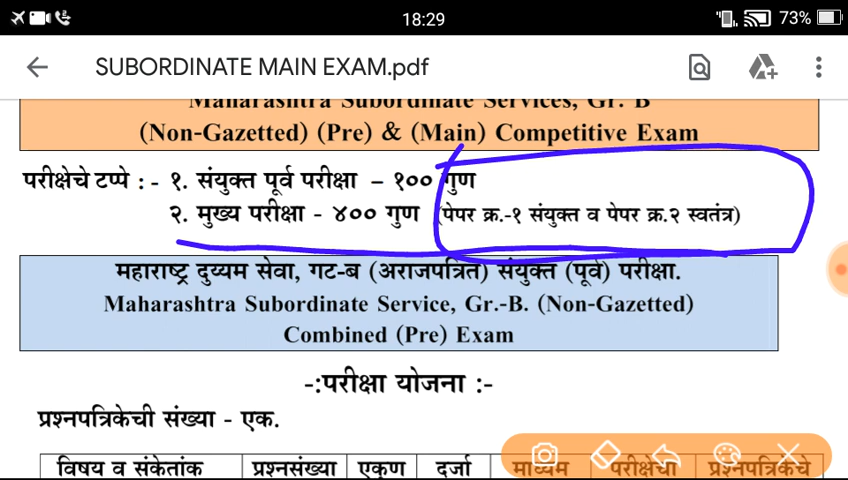 18:29
73%
SUBORDINATE MAIN EXAM.pdf
Maharashtra Subordinate Services, Gr. B
(Non-Gazetted) (Pre) & (Main) Competitive Exam
परीक्षेचे टप्पे : - १. संयुक्त पूर्व परीक्षा – १०० गुण
२. मुख्य परीक्षा - ४०० गुण (पेपर क्र.-१ संयुक्त व पेपर क्र.२ स्वतंत्र)
महाराष्ट्र दुय्यम सेवा, गट-ब (अराजपत्रित) संयुक्त (पूर्व) परीक्षा.
Maharashtra Subordinate Service, Gr.-B. (Non-Gazetted)
Combined (Pre) Exam
-:परीक्षा योजना :-
प्रश्नपत्रिकेची संख्या - एक.
विषय व संकेतांक प्रश्नसंख्या एकूण दर्जा माध्यम परीक्षेचा प्रश्नपत्रिकेचे